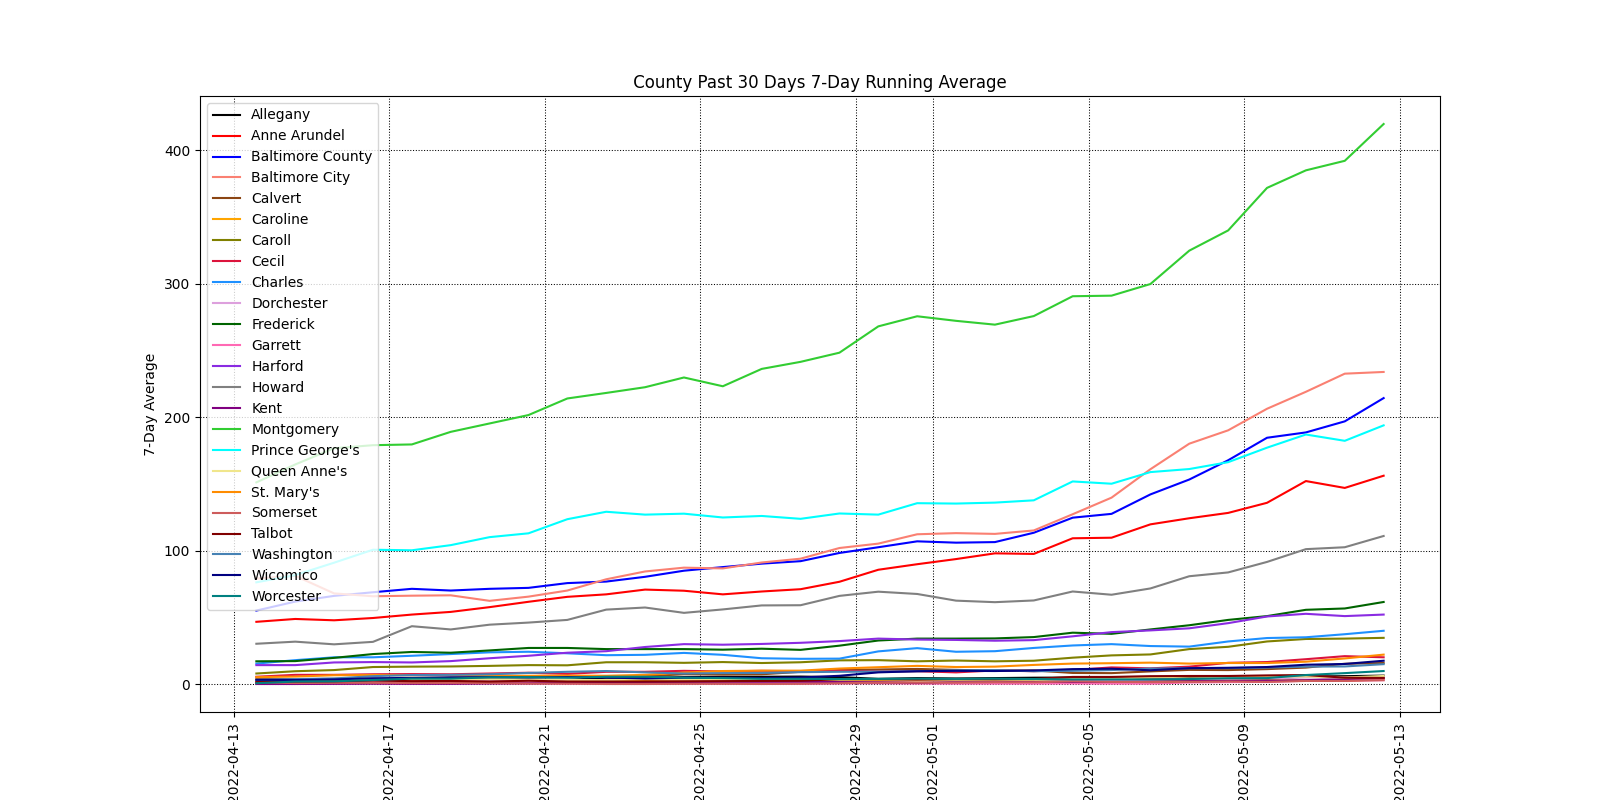 County Past 30 Days 7-Day Running Average
Allegany
Anne Arundel
Baltimore County
Baltimore City
Calvert
Caroline
Caroll
Cecil
Charles
Dorchester
Frederick
Garrett
Harford
Howard
Kent
Montgomery
Prince George's
Queen Anne's
St. Mary's
Somerset
Talbot
Washington
Wicomico
Worcester
7-Day Average
400
300
200
100
0
2022-04-13
2022-04-17
2022-04-21
2022-04-25
2022-04-29
2022-05-01
2022-05-05
2022-05-09
2022-05-13